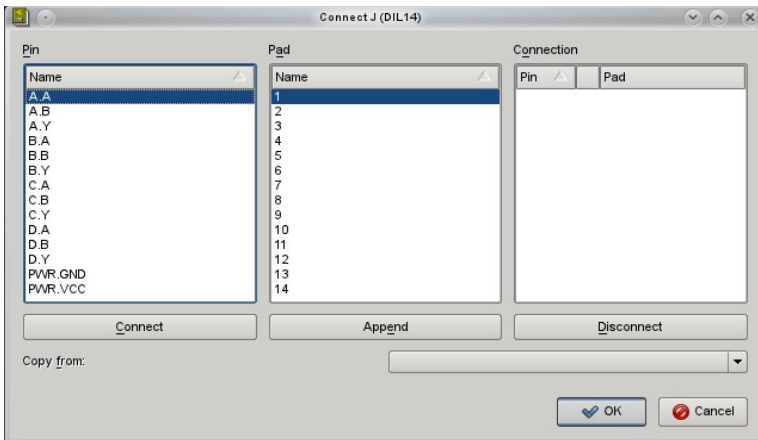 Connect J (DIL14)
Pin
Name
A.A
A.B
A.Y
B.A
B.B
B.Y
C.A
C.B
C.Y
D.A
D.B
D.Y
PWR.GND
PWR.VCC
Connect
Pad
Name
1
2
3
4
5
6
7
8
9
10
11
12
13
14
Append
Connection
Pin Pad
Disconnect
Copy from:
OK Cancel